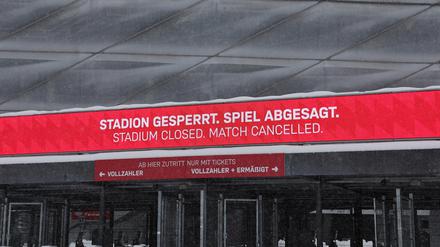 STADION GESPERRT. SPIEL ABGESAGT.
STADIUM CLOSED. MATCH CANCELLED.
AB HIER ZUTRITT NUR MIT TICKETS
← VOLLZAHLER VOLLZAHLER + ERMÄßIGT →